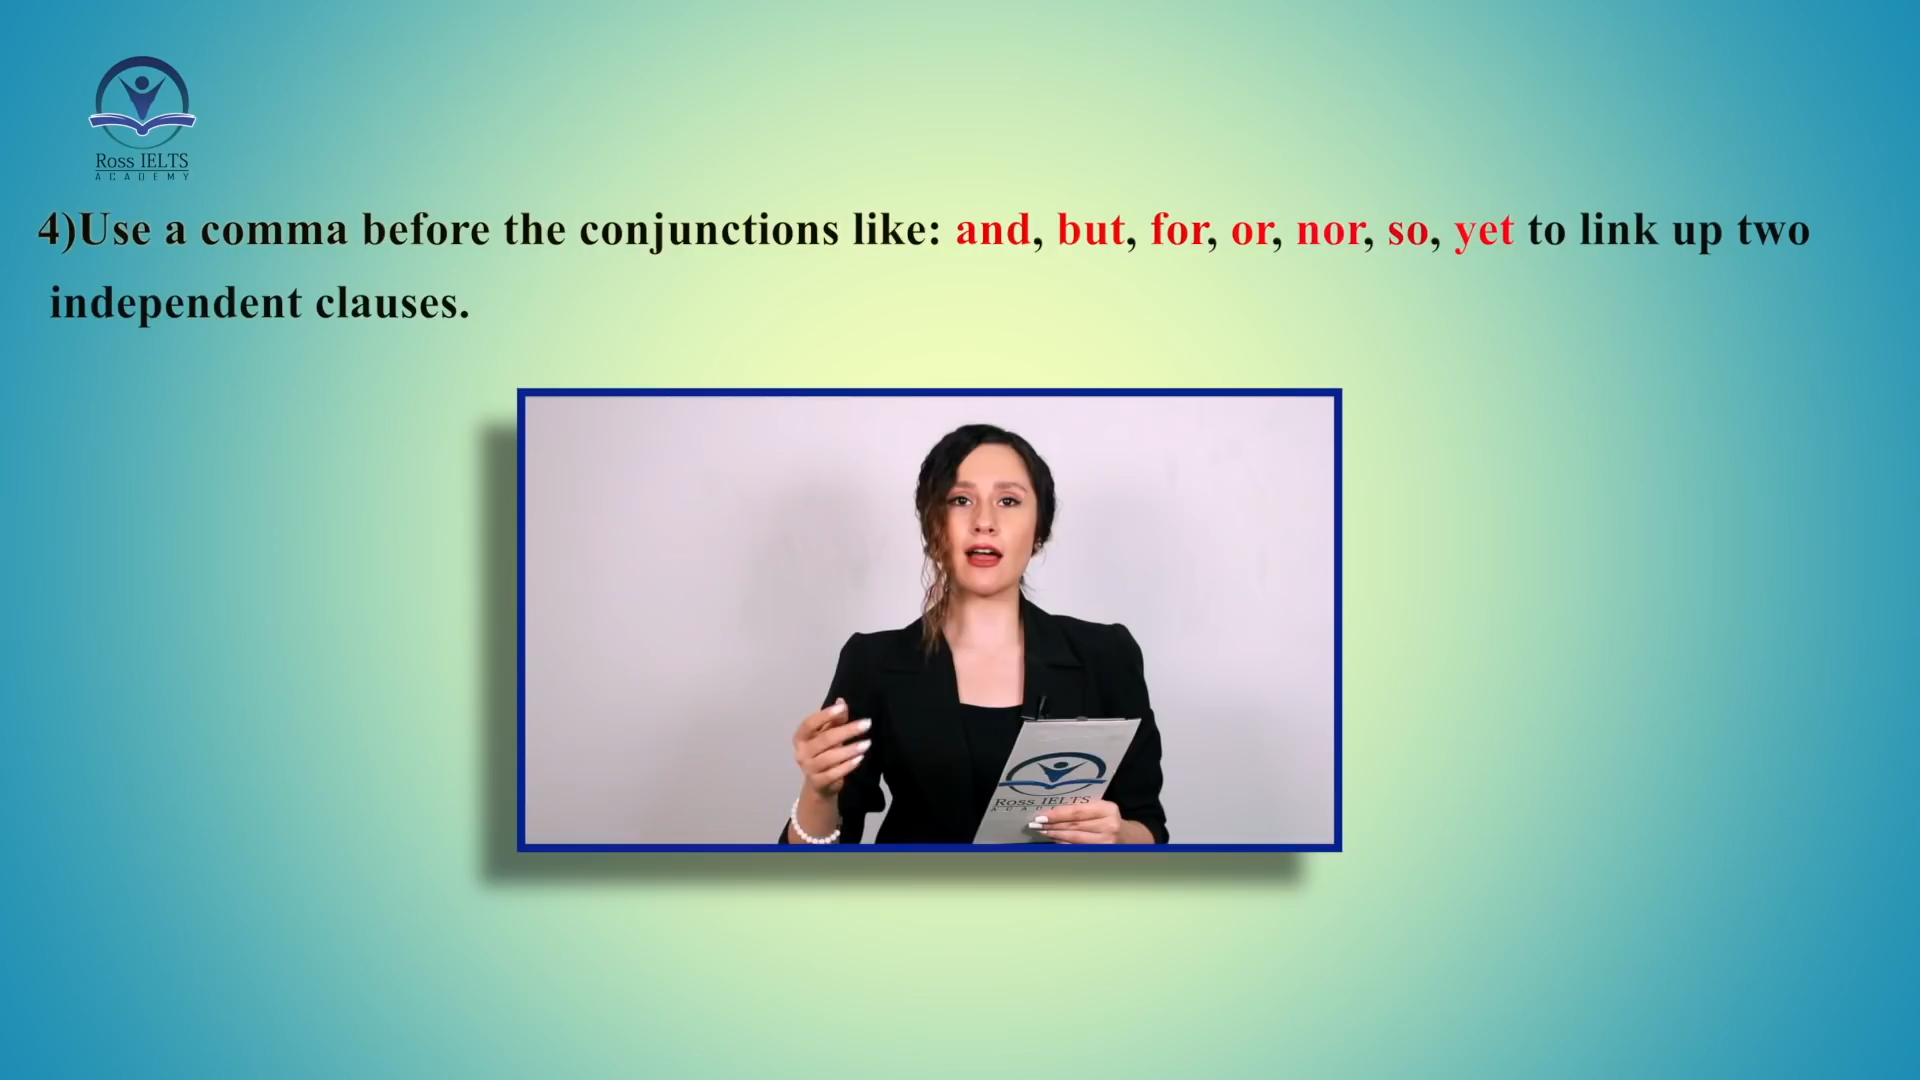 Ross IELTS
ACADEMY
4)Use a comma before the conjunctions like: and, but, for, or, nor, so, yet to link up two
independent clauses.
Ross IELTS
ACADEMY